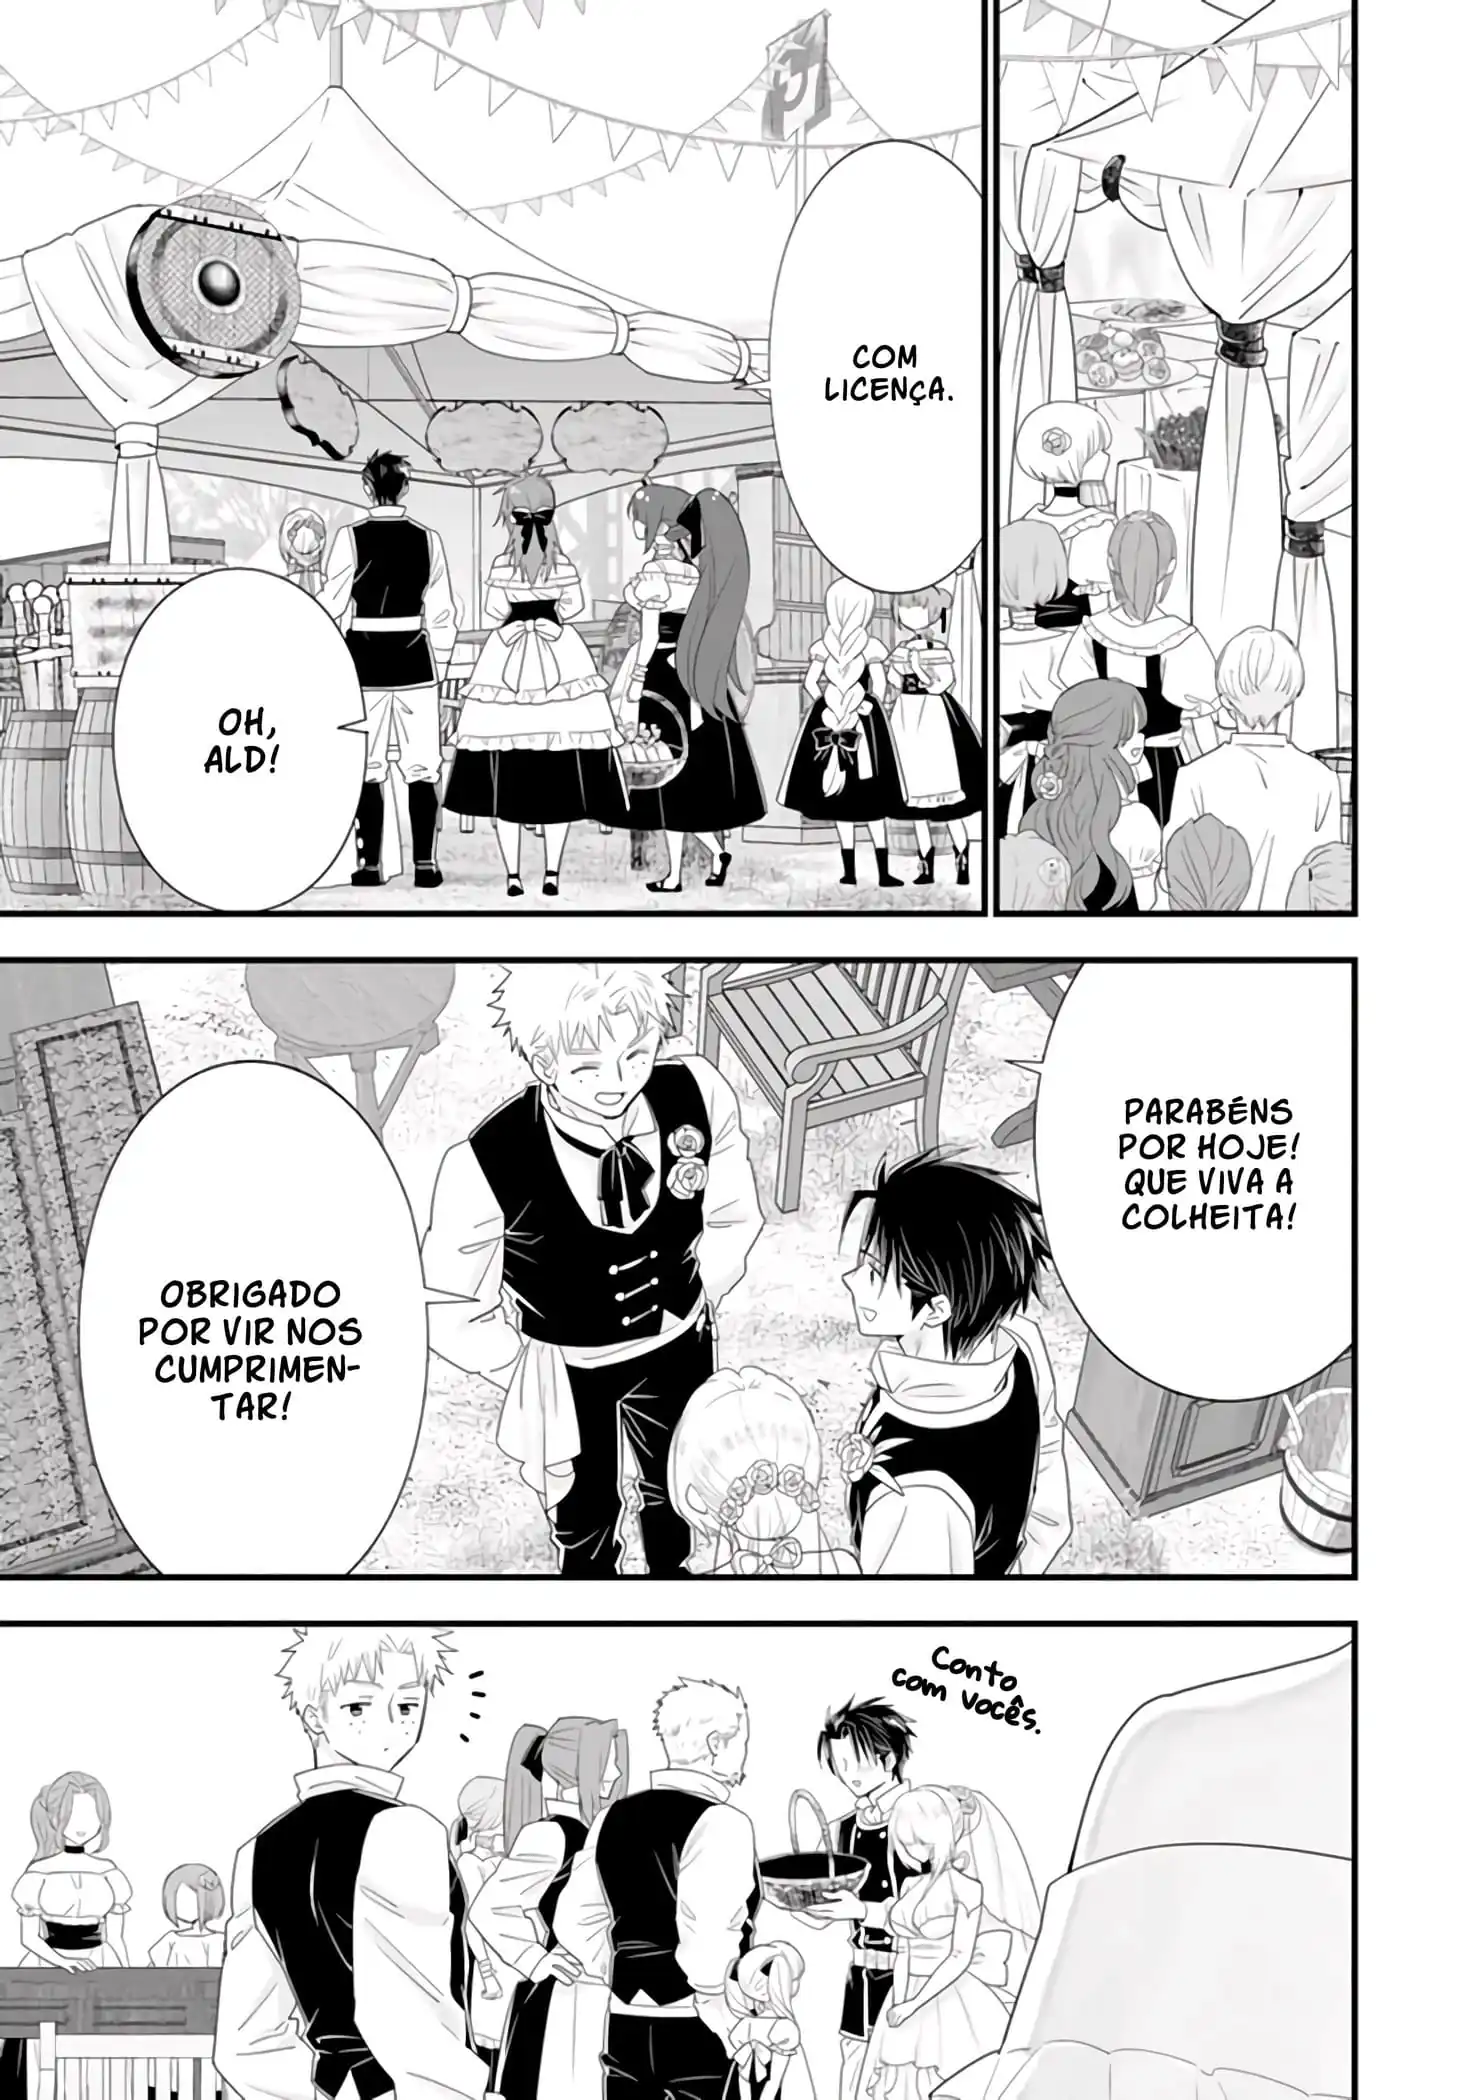 COM
LICENÇA.
OH,
ALD!
PARABÉNS
POR HOJE!
QUE VIVA A
COLHEITA!
OBRIGADO
POR VIR NOS
CUMPRIMEN-
TAR!
Conto
com vocês.